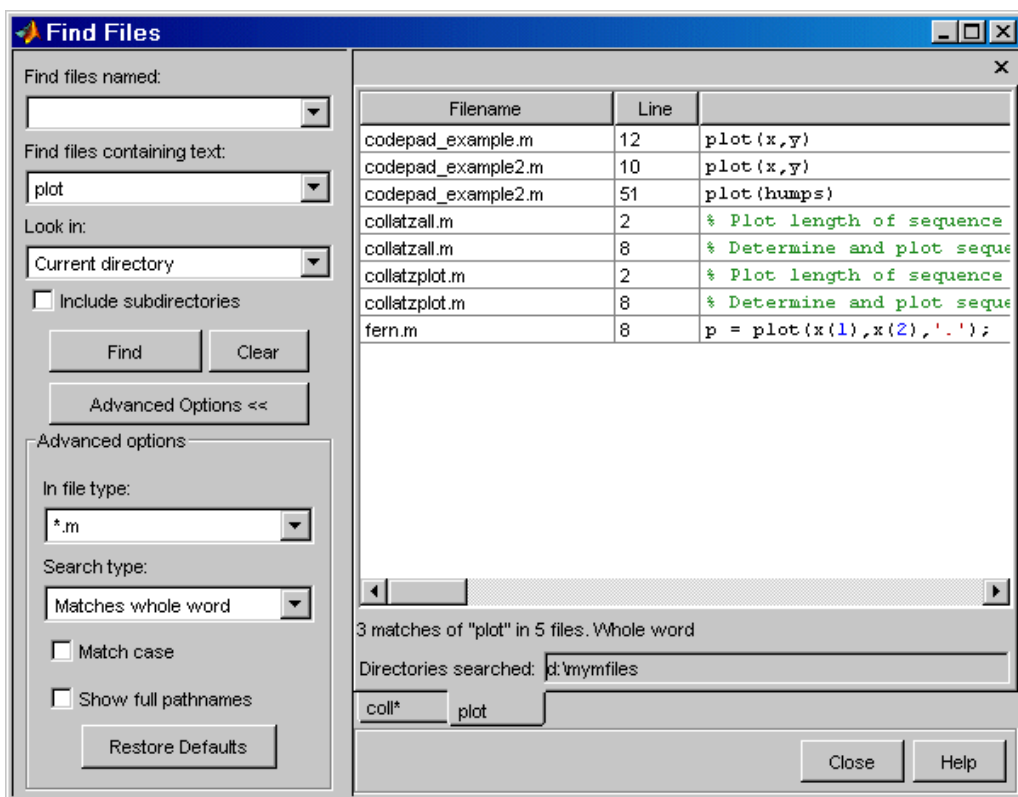 Find Files
Find files named:
Find files containing text:
plot
Look in:
Current directory
Include subdirectories
Find Clear
Advanced Options <<
Advanced options
In file type:
*.m
Search type:
Matches whole word
Match case
Show full pathnames
Restore Defaults
Filename Line
codepad_example.m 12 plot(x,y)
codepad_example2.m 10 plot(x,y)
codepad_example2.m 51 plot(humps)
collatzall.m 2 % Plot length of sequence
collatzall.m 8 % Determine and plot seque
collatzplot.m 2 % Plot length of sequence
collatzplot.m 8 % Determine and plot seque
fern.m 8 p = plot(x(1),x(2),'.');
3 matches of "plot" in 5 files. Whole word
Directories searched: d:\mymfiles
coll* plot
Close Help